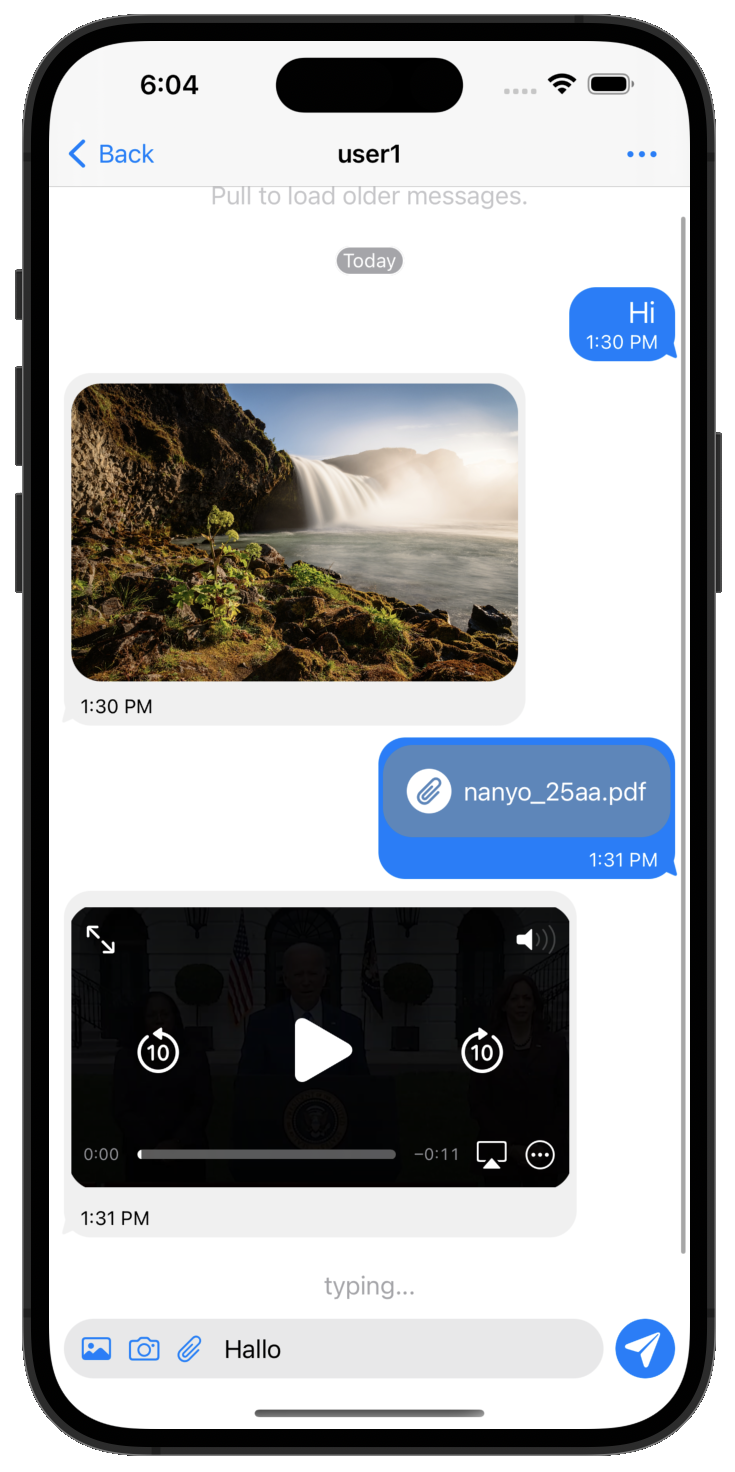 6:04
Back
user1
Pull to load older messages.
Today
Hi
1:30 PM
1:30 PM
nanyo_25aa.pdf
1:31 PM
10
10
0:00
−0:11
1:31 PM
typing...
Hallo